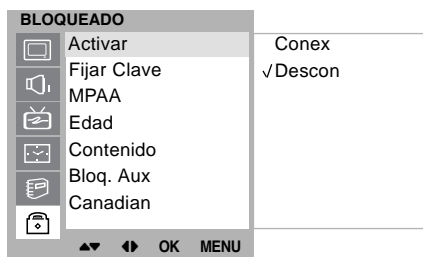 BLOQUEADO
Activar
Fijar Clave
MPAA
Edad
Contenido
Bloq. Aux
Canadian
Conex
√Descon
▲▼ ◀▶ OK MENU